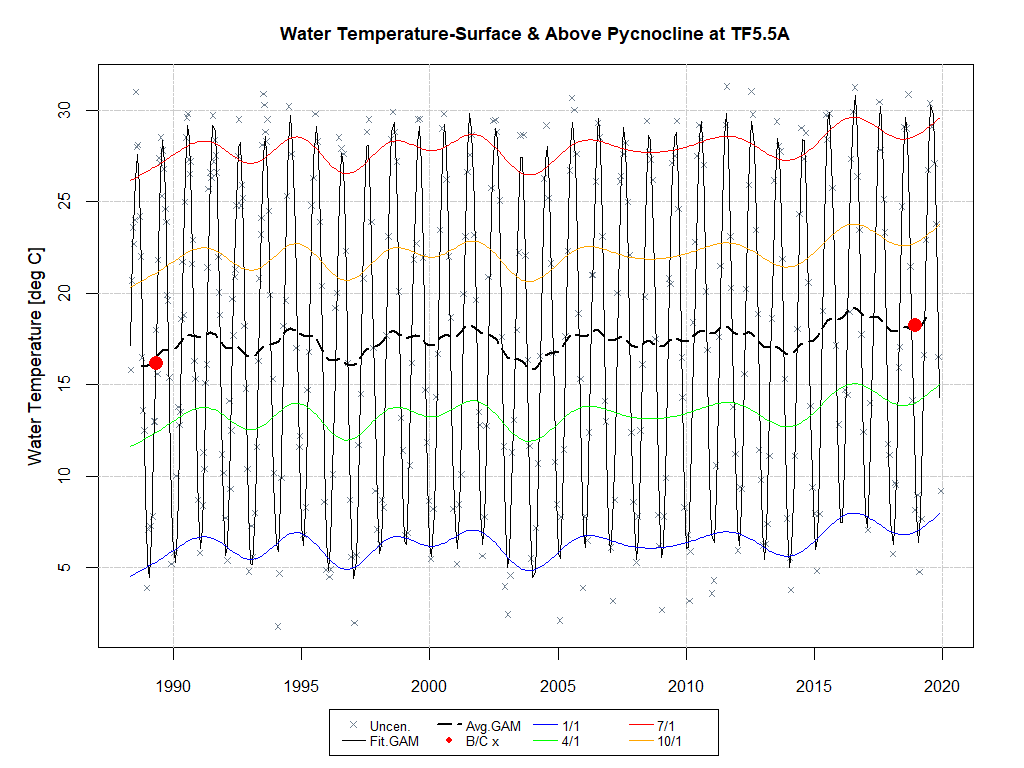 Water Temperature-Surface & Above Pycnocline at TF5.5A
Water Temperature [deg C]
30
25
20
15
10
5
1990 1995 2000 2005 2010 2015 2020
Uncen. Avg.GAM 1/1 7/1
Fit.GAM B/C x 4/1 10/1